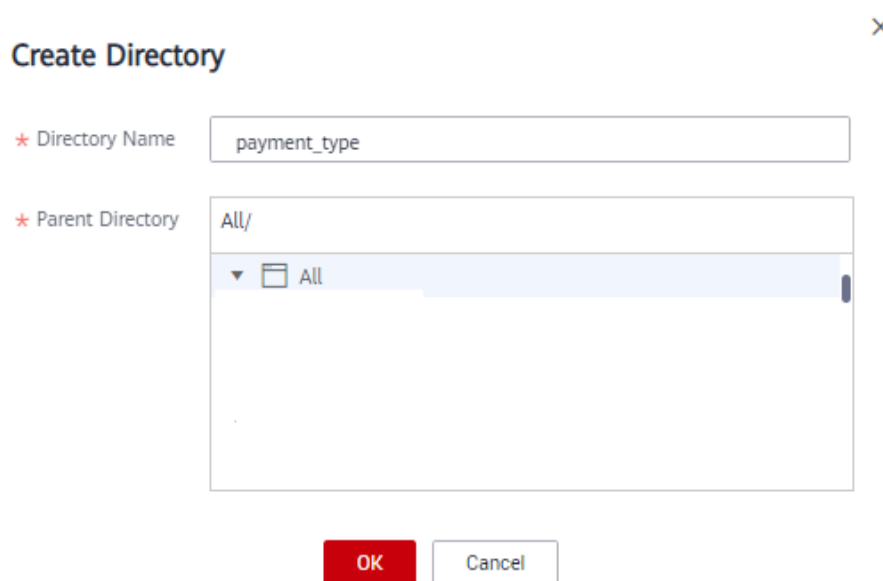 Create Directory
* Directory Name payment_type
* Parent Directory All/
All
OK Cancel